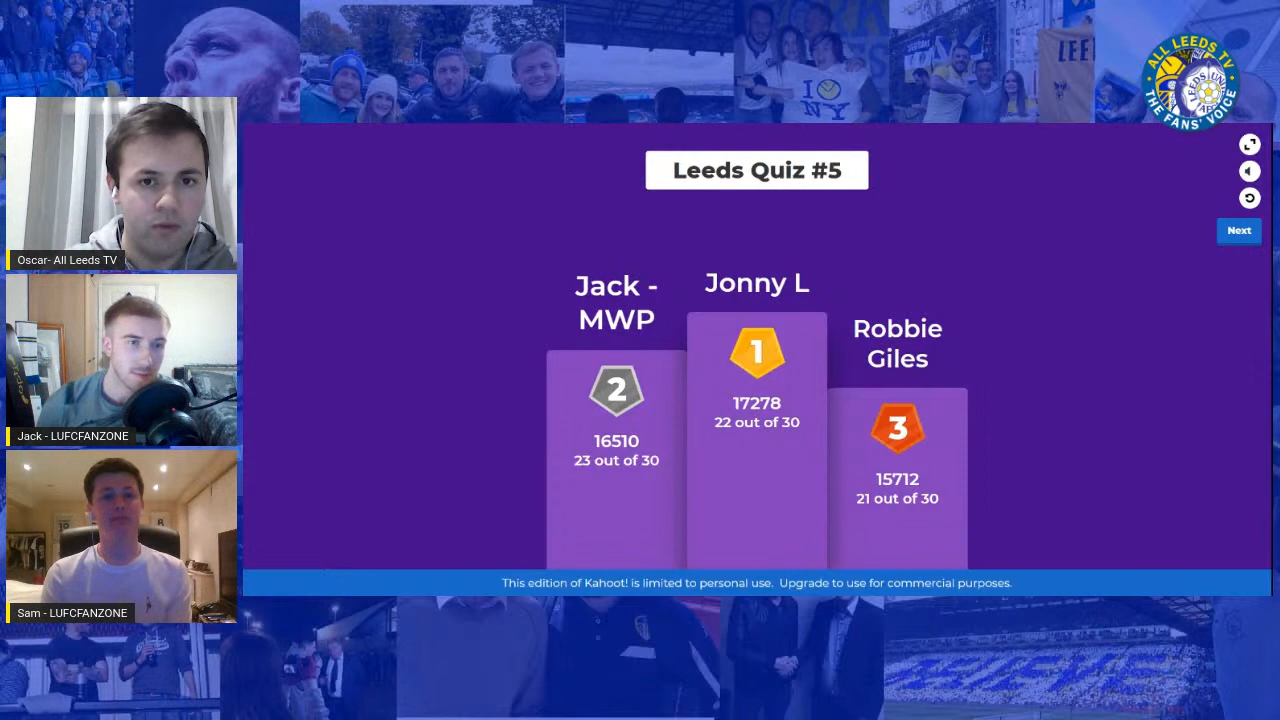 I
NY
LEE
ALL LEEDS TV
THE FANS' VOICE
Leeds Quiz #5
Next
Oscar- All Leeds TV
Jack - LUFCFANZONE
Sam - LUFCFANZONE
Jack -
MWP
2
16510
23 out of 30
Jonny L
1
17278
22 out of 30
Robbie
Giles
3
15712
21 out of 30
This edition of Kahoot! is limited to personal use. Upgrade to use for commercial purposes.